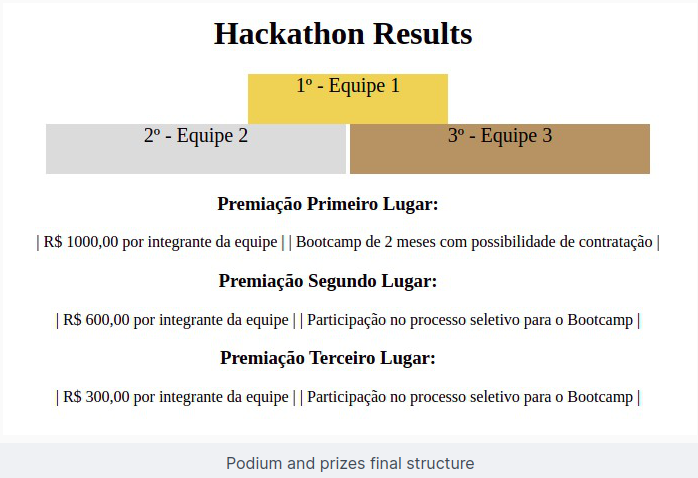 Hackathon Results
1º - Equipe 1
2º - Equipe 2
3º - Equipe 3
Premiação Primeiro Lugar:
| R$ 1000,00 por integrante da equipe | | Bootcamp de 2 meses com possibilidade de contratação |
Premiação Segundo Lugar:
| R$ 600,00 por integrante da equipe | | Participação no processo seletivo para o Bootcamp |
Premiação Terceiro Lugar:
| R$ 300,00 por integrante da equipe | | Participação no processo seletivo para o Bootcamp |
Podium and prizes final structure